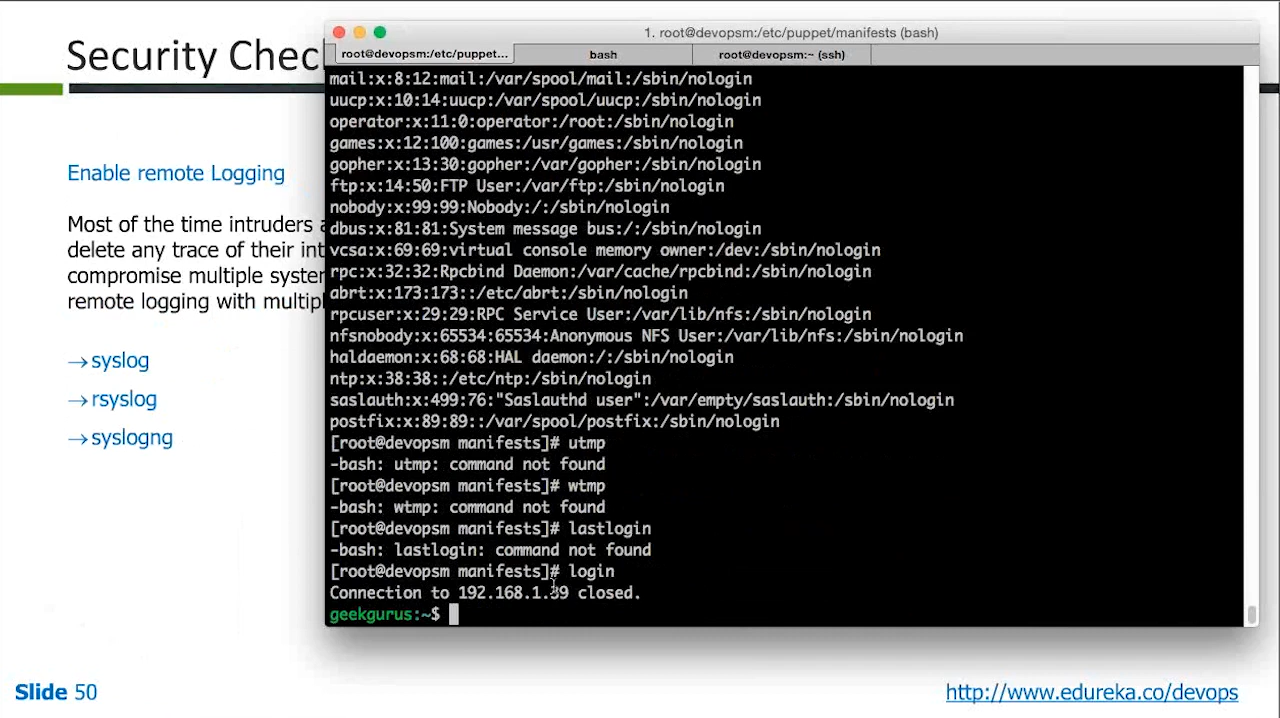 Security Chec
Enable remote Logging
Most of the time intruders a
delete any trace of their int
compromise multiple system
remote logging with multipl
→syslog
→rsyslog
→syslogng
Slide 50
http://www.edureka.co/devops
1. root@devopsm:/etc/puppet/manifests (bash)
root@devopsm:/etc/puppet... bash root@devopsm:~ (ssh)
mail:x:8:12:mail:/var/spool/mail:/sbin/nologin
uucp:x:10:14:uucp:/var/spool/uucp:/sbin/nologin
operator:x:11:0:operator:/root:/sbin/nologin
games:x:12:100:games:/usr/games:/sbin/nologin
gopher:x:13:30:gopher:/var/gopher:/sbin/nologin
ftp:x:14:50:FTP User:/var/ftp:/sbin/nologin
nobody:x:99:99:Nobody:/:/sbin/nologin
dbus:x:81:81:System message bus:/:/sbin/nologin
vcsa:x:69:69:virtual console memory owner:/dev:/sbin/nologin
rpc:x:32:32:Rpcbind Daemon:/var/cache/rpcbind:/sbin/nologin
abrt:x:173:173::/etc/abrt:/sbin/nologin
rpcuser:x:29:29:RPC Service User:/var/lib/nfs:/sbin/nologin
nfsnobody:x:65534:65534:Anonymous NFS User:/var/lib/nfs:/sbin/nologin
haldaemon:x:68:68:HAL daemon:/:/sbin/nologin
ntp:x:38:38::/etc/ntp:/sbin/nologin
saslauth:x:499:76:"Saslauthd user":/var/empty/saslauth:/sbin/nologin
postfix:x:89:89::/var/spool/postfix:/sbin/nologin
[root@devopsm manifests]# utmp
-bash: utmp: command not found
[root@devopsm manifests]# wtmp
-bash: wtmp: command not found
[root@devopsm manifests]# lastlogin
-bash: lastlogin: command not found
[root@devopsm manifests]# login
Connection to 192.168.1.39 closed.
geekgurus:~$